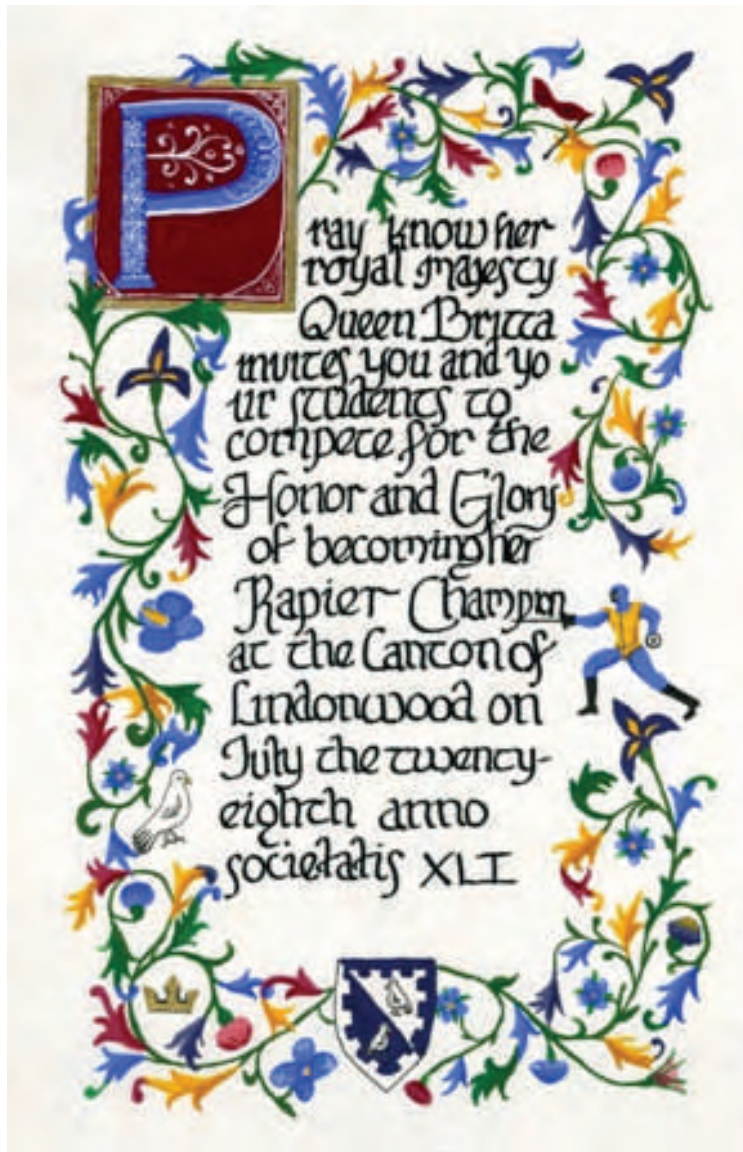 Pray know her
royal majesty
Queen Britta
invites you and yo
ur students to
compete for the
Honor and Glory
of becoming her
Rapier Champion
at the Canton of
Lindonwood on
July the twenty-
eighth anno
societatis XLI